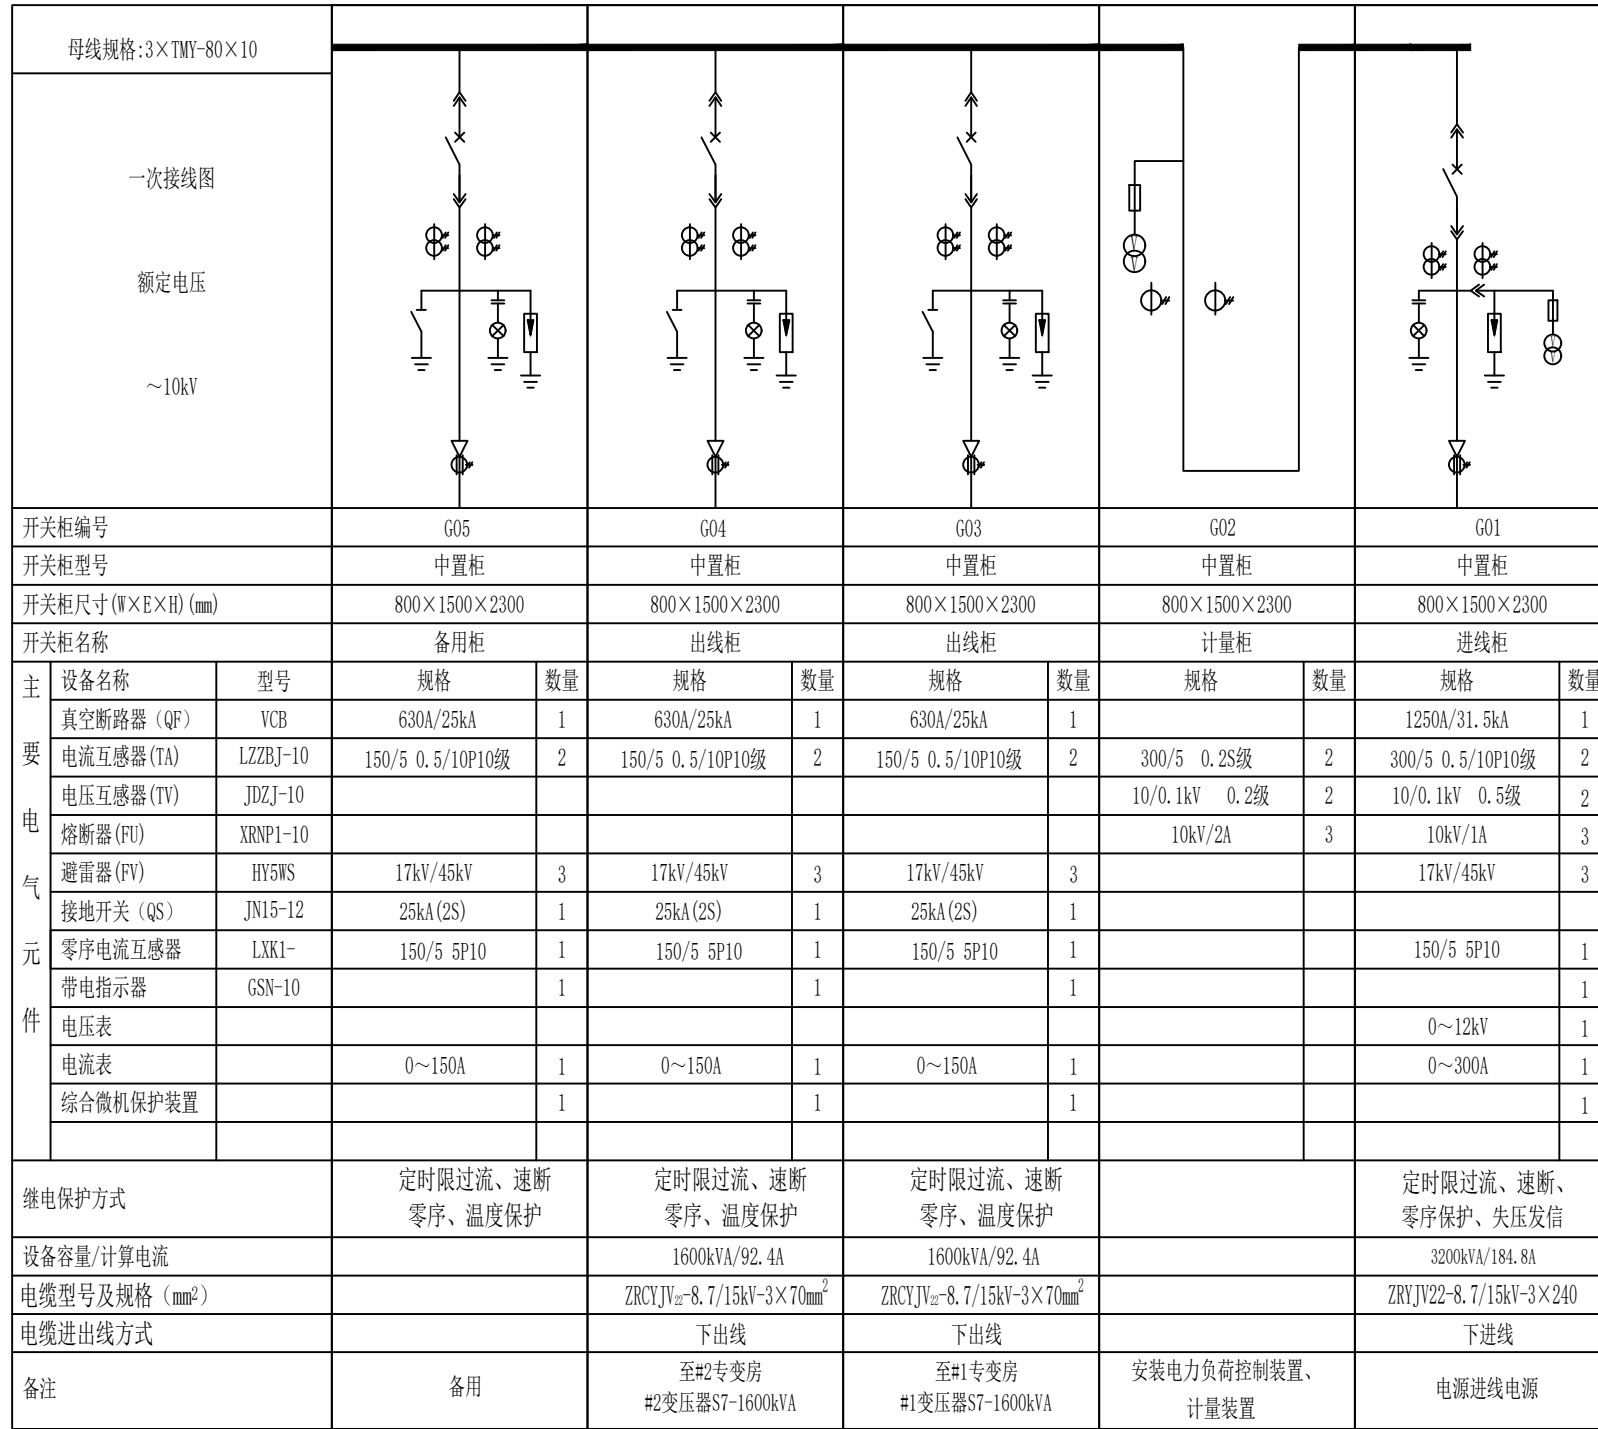 母线规格:3×TMY-80×10
一次接线图
额定电压
～10kV
开关柜编号 G05 G04 G03 G02 G01
开关柜型号 中置柜 中置柜 中置柜 中置柜 中置柜
开关柜尺寸(W×E×H)(mm) 800×1500×2300 800×1500×2300 800×1500×2300 800×1500×2300 800×1500×2300
开关柜名称 备用柜 出线柜 出线柜 计量柜 进线柜
主要电气元件
设备名称 型号 规格 数量 规格 数量 规格 数量 规格 数量 规格 数量
真空断路器（QF） VCB 630A/25kA 1 630A/25kA 1 630A/25kA 1 1250A/31.5kA 1
电流互感器(TA) LZZBJ-10 150/5 0.5/10P10级 2 150/5 0.5/10P10级 2 150/5 0.5/10P10级 2 300/5 0.2S级 2 300/5 0.5/10P10级 2
电压互感器(TV) JDZJ-10 10/0.1kV 0.2级 2 10/0.1kV 0.5级 2
熔断器(FU) XRNP1-10 10kV/2A 3 10kV/1A 3
避雷器(FV) HY5WS 17kV/45kV 3 17kV/45kV 3 17kV/45kV 3 17kV/45kV 3
接地开关（QS） JN15-12 25kA(2S) 1 25kA(2S) 1 25kA(2S) 1
零序电流互感器 LXK1- 150/5 5P10 1 150/5 5P10 1 150/5 5P10 1 150/5 5P10 1
带电指示器 GSN-10 1 1 1 1
电压表 0～12kV 1
电流表 0～150A 1 0～150A 1 0～150A 1 0～300A 1
综合微机保护装置 1 1 1 1
继电保护方式
定时限过流、速断 定时限过流、速断 定时限过流、速断 定时限过流、速断、
零序、温度保护 零序、温度保护 零序、温度保护 零序保护、失压发信
设备容量/计算电流 1600kVA/92.4A 1600kVA/92.4A 3200kVA/184.8A
电缆型号及规格（mm2） ZRCYJV22-8.7/15kV-3×70mm2 ZRCYJV22-8.7/15kV-3×70mm2 ZRYJV22-8.7/15kV-3×240
电缆进出线方式 下出线 下出线 下进线
备注
备用
至#2专变房
#2变压器S7-1600kVA
至#1专变房
#1变压器S7-1600kVA
安装电力负荷控制装置、
计量装置
电源进线电源